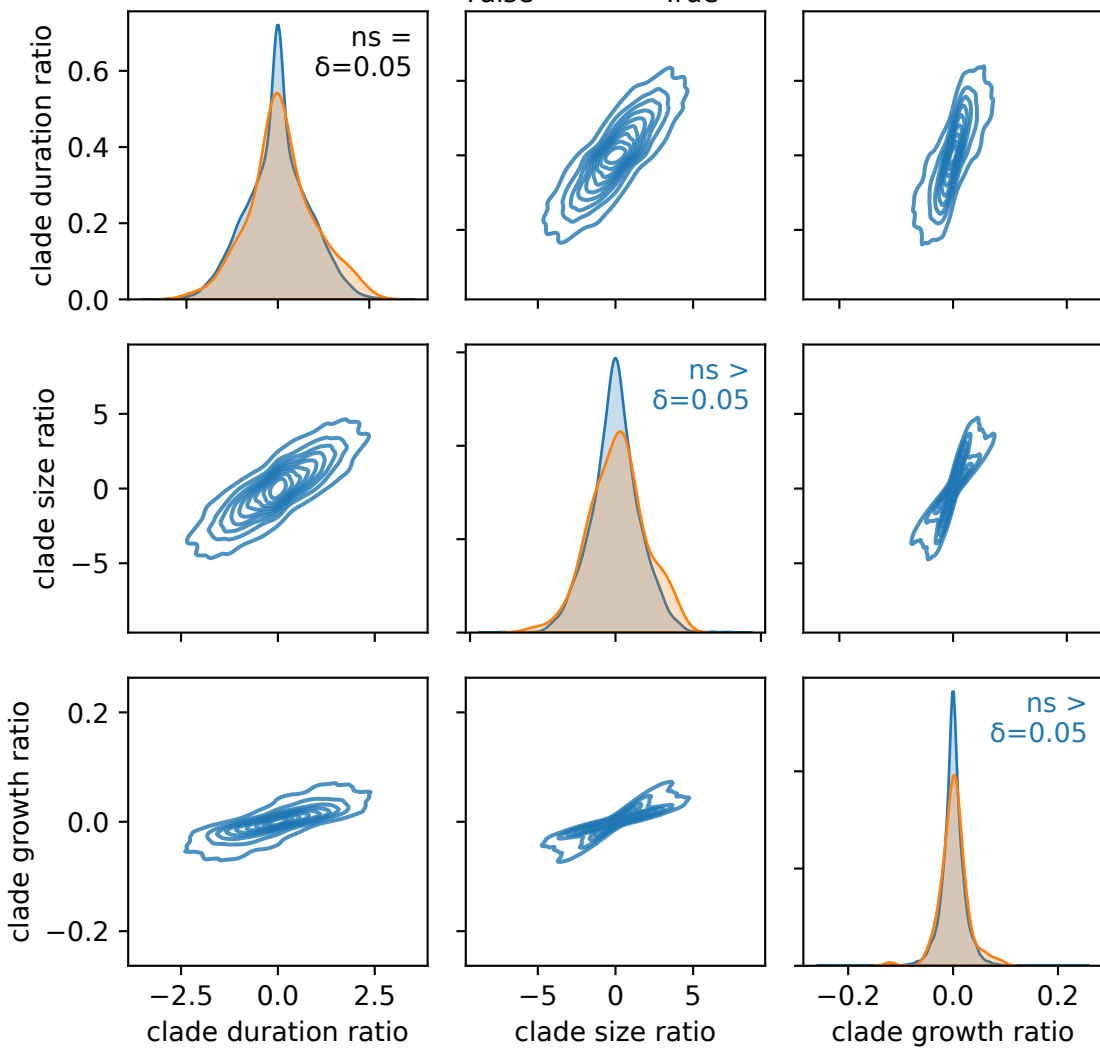 clade duration ratio
0.6
0.4
0.2
0.0
ns =
δ=0.05
clade size ratio
5
0
−5
ns >
δ=0.05
clade growth ratio
0.2
0.0
−0.2
ns >
δ=0.05
−2.5 0.0 2.5
−5 0 5
−0.2 0.0 0.2
clade duration ratio
clade size ratio
clade growth ratio